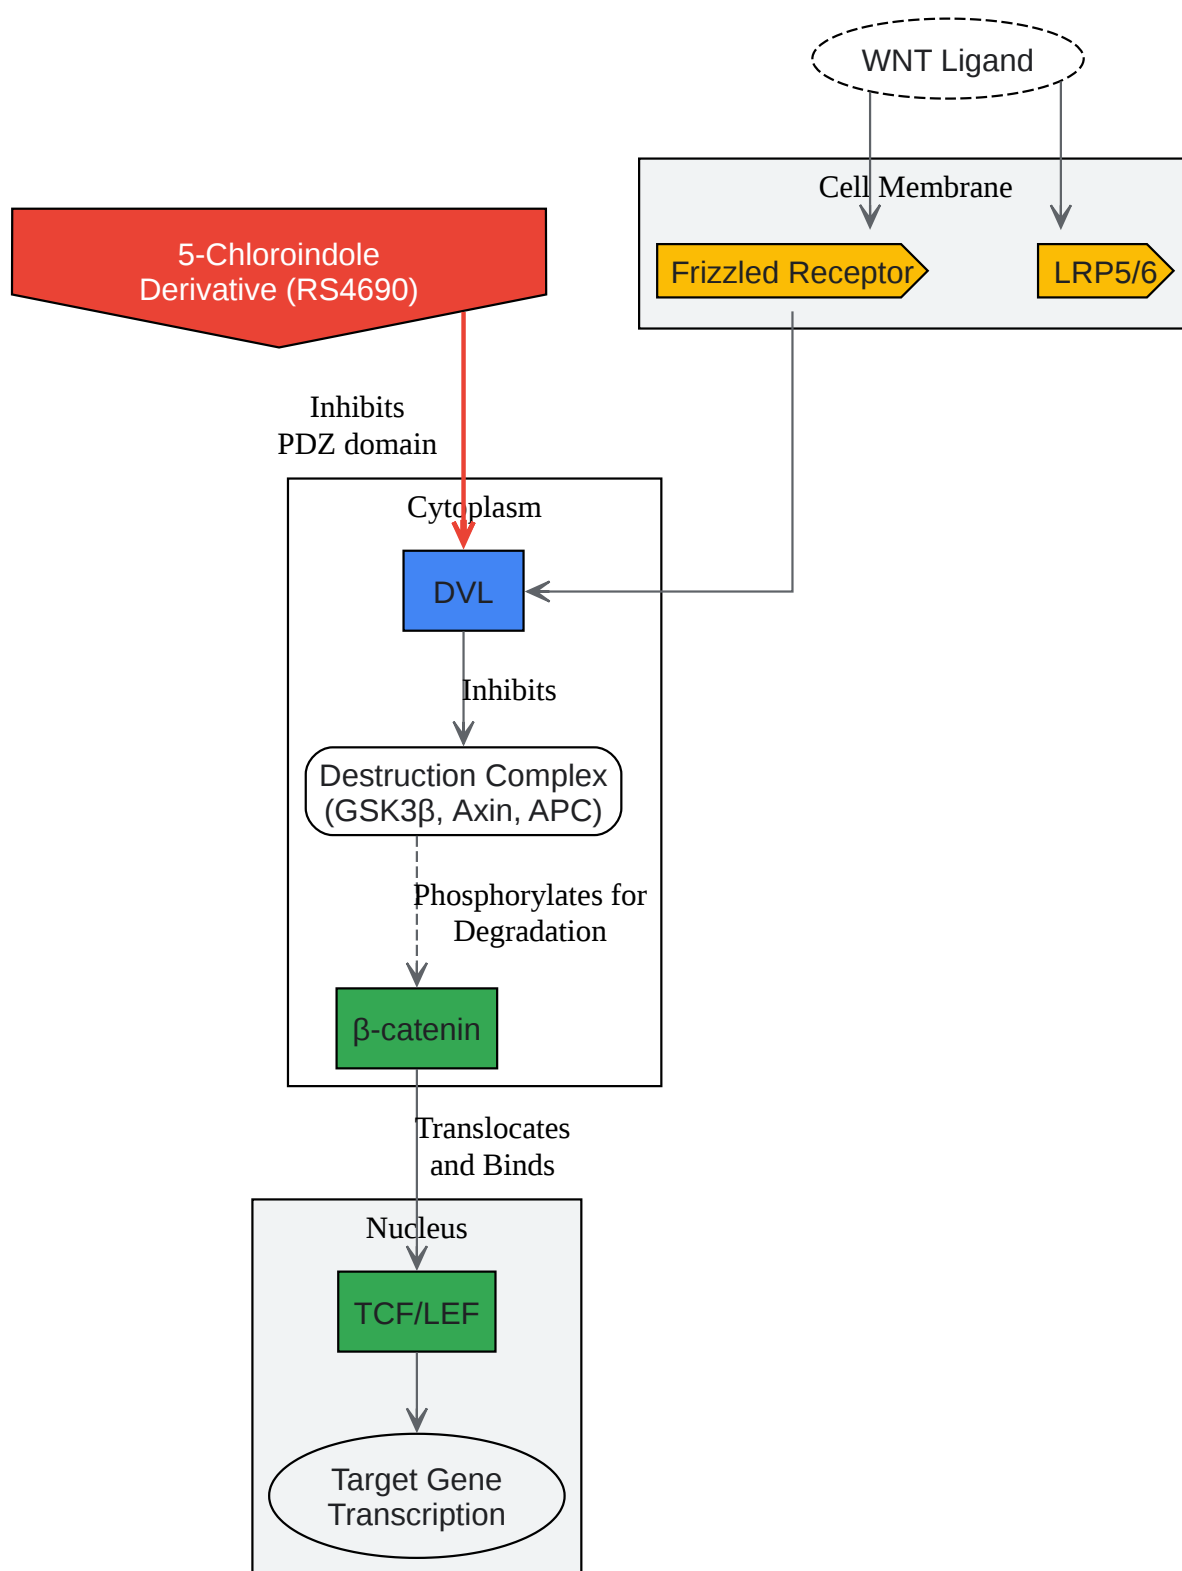 WNT Ligand
Cell Membrane
Frizzled Receptor
LRP5/6
5-Chloroindole
Derivative (RS4690)
Inhibits
PDZ domain
Cytoplasm
DVL
Inhibits
Destruction Complex
(GSK3β, Axin, APC)
Phosphorylates for
Degradation
β-catenin
Translocates
and Binds
Nucleus
TCF/LEF
Target Gene
Transcription